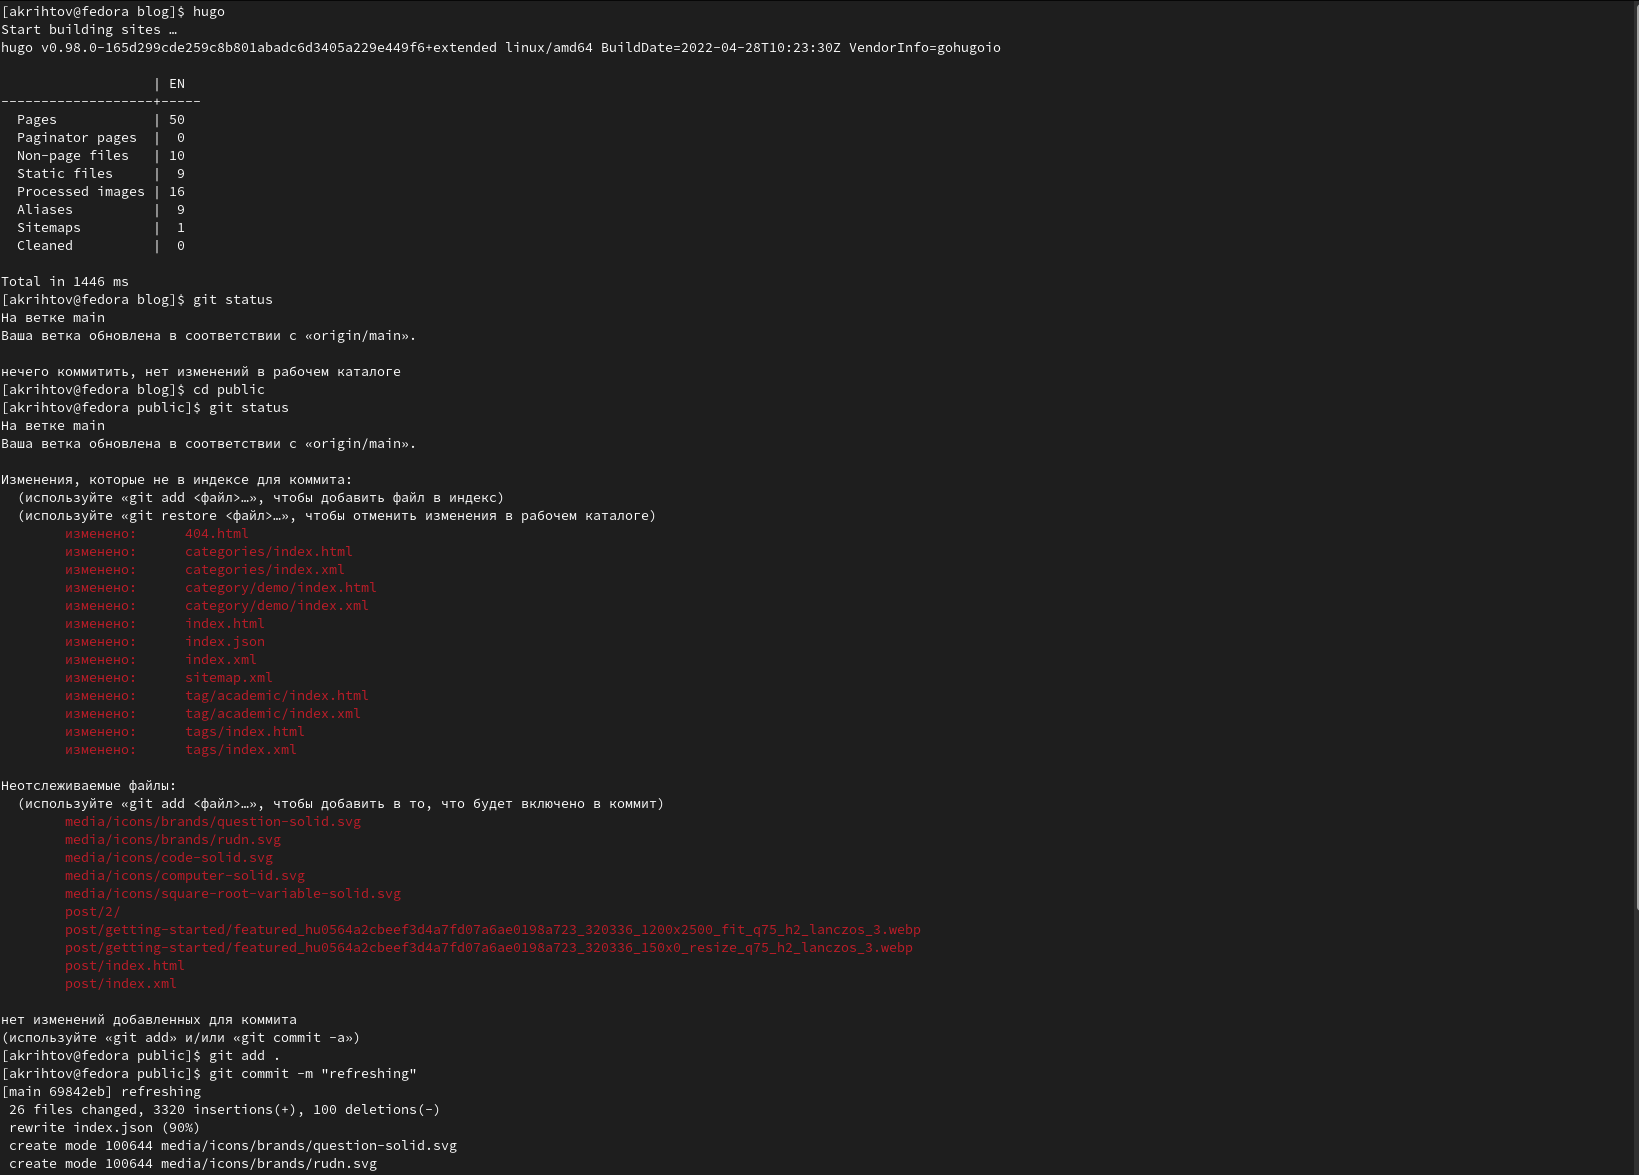 [akrihtov@fedora blog]$ hugo
Start building sites …
hugo v0.98.0-165d299cde259c8b801abadc6d3405a229e449f6+extended linux/amd64 BuildDate=2022-04-28T10:23:30Z VendorInfo=gohugoio
                   | EN
-------------------+-----
  Pages            | 50
  Paginator pages  |  0
  Non-page files   | 10
  Static files     |  9
  Processed images | 16
  Aliases          |  9
  Sitemaps         |  1
  Cleaned          |  0
Total in 1446 ms
[akrihtov@fedora blog]$ git status
На ветке main
Ваша ветка обновлена в соответствии с «origin/main».
нечего коммитить, нет изменений в рабочем каталоге
[akrihtov@fedora blog]$ cd public
[akrihtov@fedora public]$ git status
На ветке main
Ваша ветка обновлена в соответствии с «origin/main».
Изменения, которые не в индексе для коммита:
  (используйте «git add <файл>…», чтобы добавить файл в индекс)
  (используйте «git restore <файл>…», чтобы отменить изменения в рабочем каталоге)
        изменено:      404.html
        изменено:      categories/index.html
        изменено:      categories/index.xml
        изменено:      category/demo/index.html
        изменено:      category/demo/index.xml
        изменено:      index.html
        изменено:      index.json
        изменено:      index.xml
        изменено:      sitemap.xml
        изменено:      tag/academic/index.html
        изменено:      tag/academic/index.xml
        изменено:      tags/index.html
        изменено:      tags/index.xml
Неотслеживаемые файлы:
  (используйте «git add <файл>…», чтобы добавить в то, что будет включено в коммит)
        media/icons/brands/question-solid.svg
        media/icons/brands/rudn.svg
        media/icons/code-solid.svg
        media/icons/computer-solid.svg
        media/icons/square-root-variable-solid.svg
        post/2/
        post/getting-started/featured_hu0564a2cbeef3d4a7fd07a6ae0198a723_320336_1200x2500_fit_q75_h2_lanczos_3.webp
        post/getting-started/featured_hu0564a2cbeef3d4a7fd07a6ae0198a723_320336_150x0_resize_q75_h2_lanczos_3.webp
        post/index.html
        post/index.xml
нет изменений добавленных для коммита
(используйте «git add» и/или «git commit -a»)
[akrihtov@fedora public]$ git add .
[akrihtov@fedora public]$ git commit -m "refreshing"
[main 69842eb] refreshing
 26 files changed, 3320 insertions(+), 100 deletions(-)
 rewrite index.json (90%)
 create mode 100644 media/icons/brands/question-solid.svg
 create mode 100644 media/icons/brands/rudn.svg